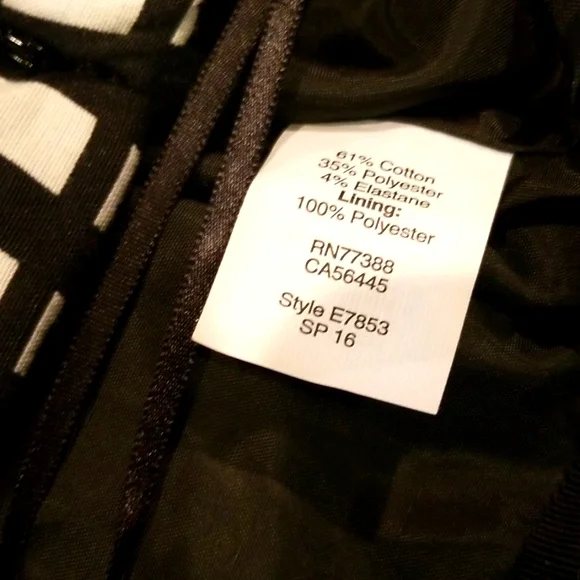 61% Cotton
35% Polyester
4% Elastane
Lining:
100% Polyester
RN77388
CA56445
Style E7853
SP 16